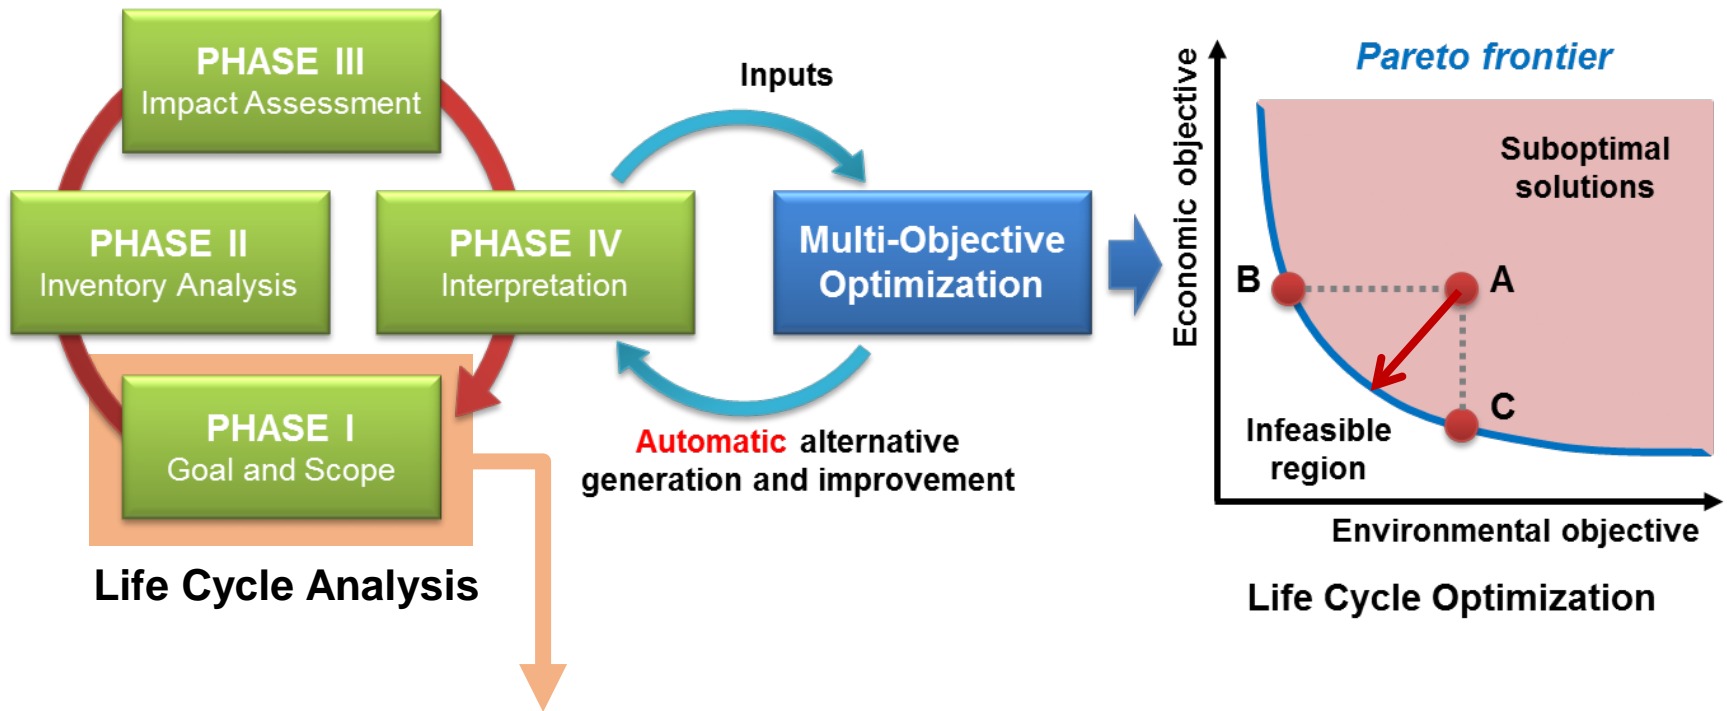 PHASE III
Impact Assessment
PHASE II
Inventory Analysis
PHASE IV
Interpretation
PHASE I
Goal and Scope
Life Cycle Analysis
Inputs
Multi-Objective
Optimization
Automatic alternative
generation and improvement
Pareto frontier
Economic objective
Suboptimal
solutions
B
A
C
Infeasible
region
Environmental objective
Life Cycle Optimization